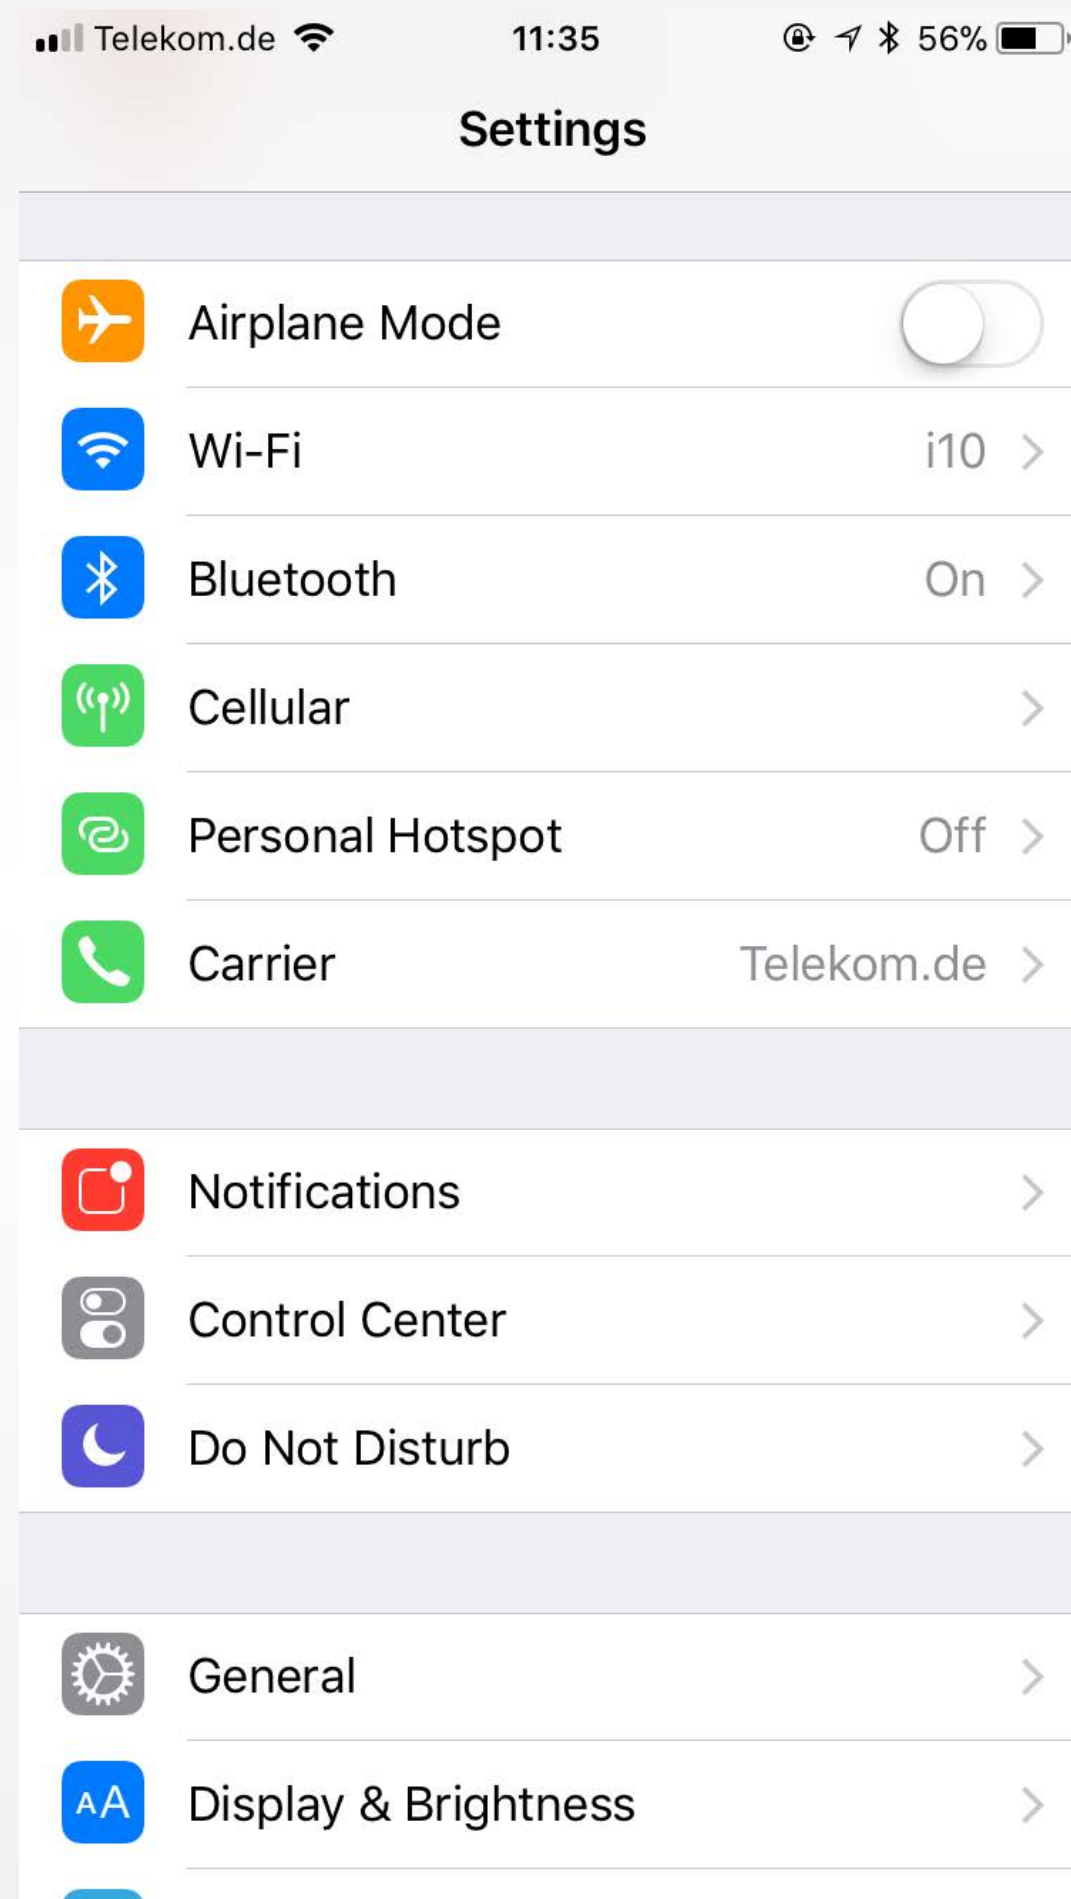 Telekom.de 11:35 56%
Settings
Airplane Mode
Wi-Fi i10
Bluetooth On
Cellular
Personal Hotspot Off
Carrier Telekom.de
Notifications
Control Center
Do Not Disturb
General
AA Display & Brightness